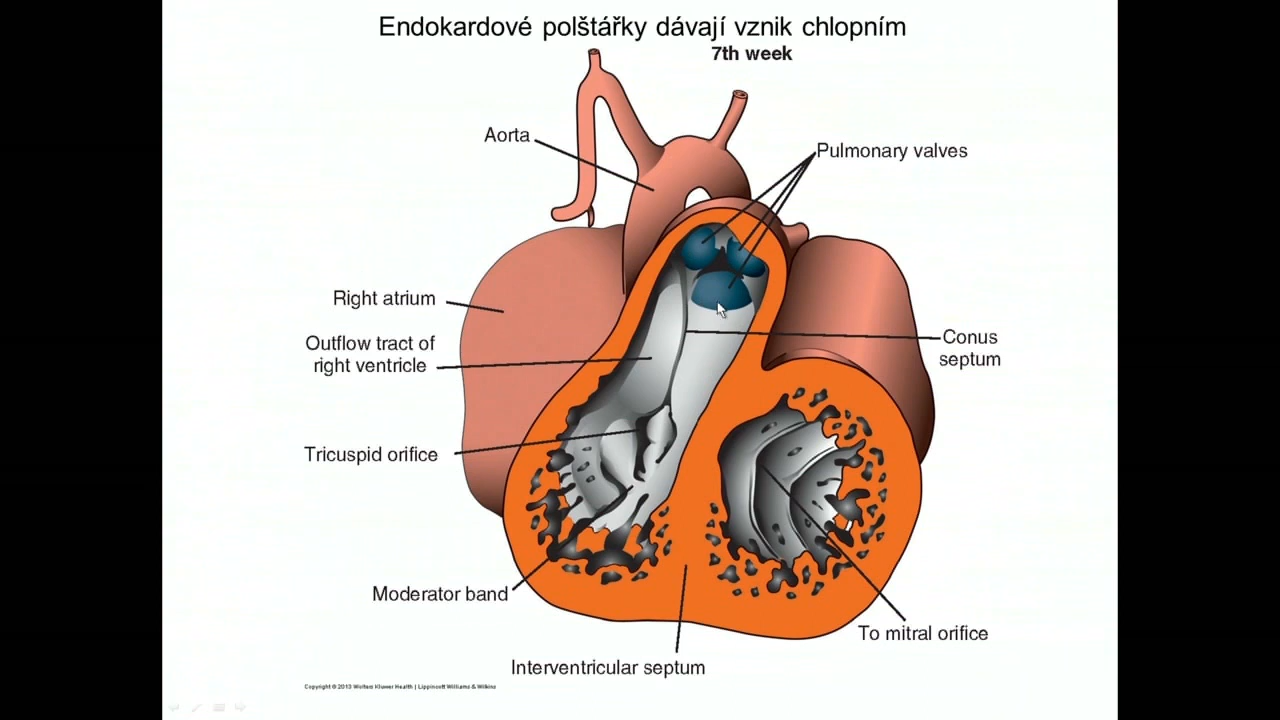 Endokardové polštářky dávají vznik chlopním
7th week
Aorta
Pulmonary valves
Right atrium
Outflow tract of
right ventricle
Conus
septum
Tricuspid orifice
Moderator band
To mitral orifice
Interventricular septum
Copyright © 2013 Wolters Kluwer Health | Lippincott Williams & Wilkins